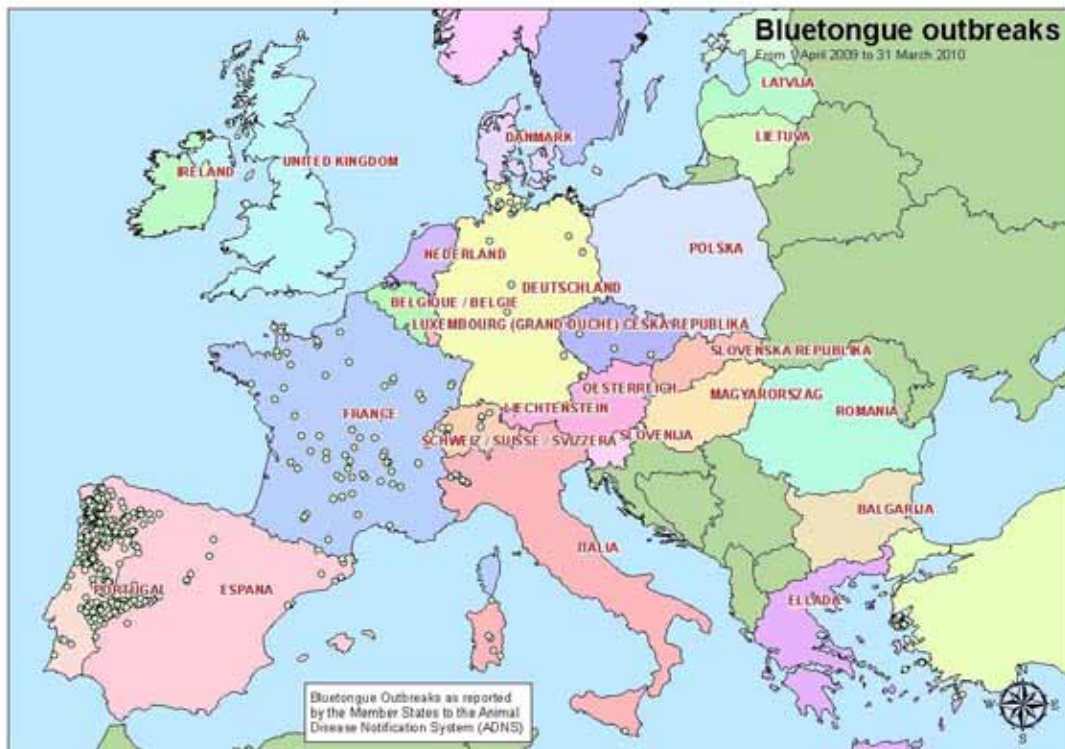 Bluetongue outbreaks
From 1 April 2009 to 31 March 2010
LATVIJA
LIETUVA
DANMARK
IRELAND
UNITED KINGDOM
POLSKA
NEDERLAND
DEUTSCHLAND
BELGIQUE / BELGIE
LUXEMBOURG (GRAND-DUCHE)
CESKA REPUBLIKA
SLOVENSKA REPUBLIKA
OESTERREICH
MAGYARORSZAG
LIECHTENSTEIN
FRANCE
ROMANIA
SCHWEIZ / SUISSE / SVIZZERA
SLOVENIJA
BALGARIJA
ITALIA
PORTUGAL
ESPANA
ELLADA
Bluetongue Outbreaks as reported
by the Member States to the Animal
Disease Notification System (ADNS)
N
W
E
S